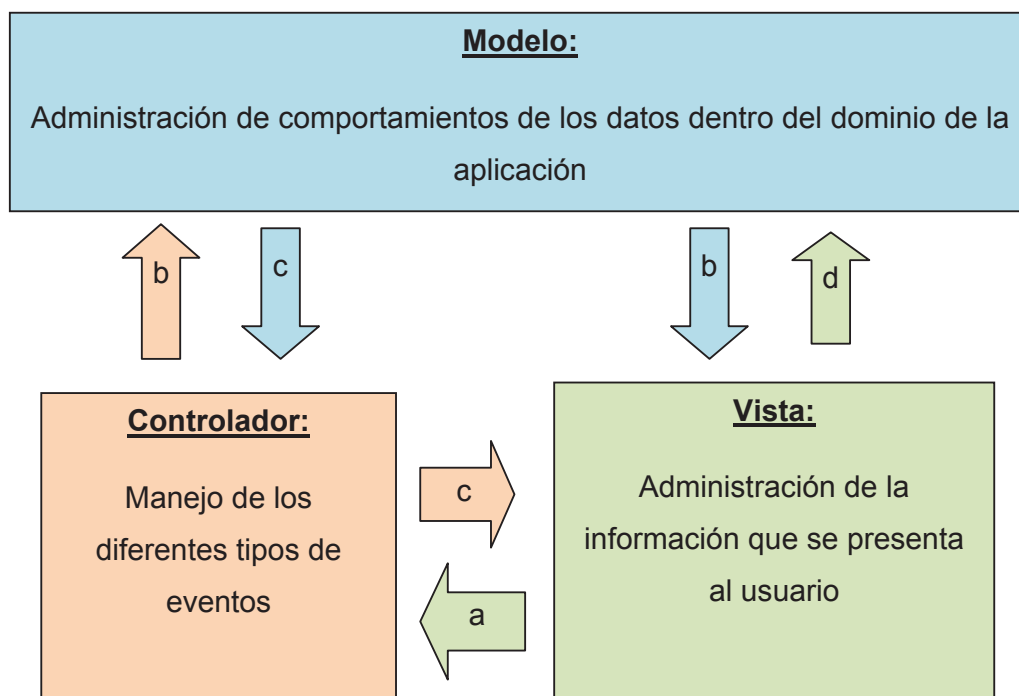 Modelo:
Administración de comportamientos de los datos dentro del dominio de la
aplicación
b
c
b
d
Controlador:
Manejo de los
diferentes tipos de
eventos
c
a
Vista:
Administración de la
información que se presenta
al usuario